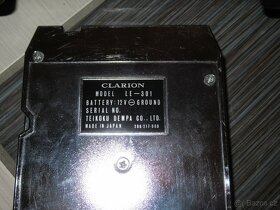 CLARION
MODEL LE-301
BATTERY: 12V ⊖ GROUND
SERIAL NO.
TEIKOKU DEMPA CO., LTD.
MADE IN JAPAN
Bazos.cz